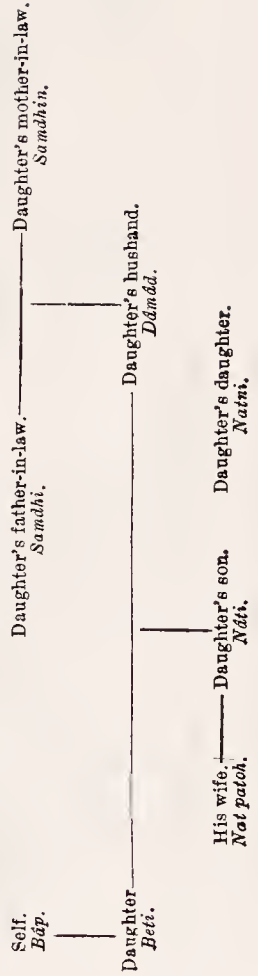 Daughter's father-in-law.
Daughter's mother-in-law.
Samdhi.
Samdhin.
Self.
Báp.
Daughter
Daughter's husband.
Beti.
Dámád.
His wife.
Daughter's son.
Daughter's daughter.
Nat patoh.
Náti.
Natni.